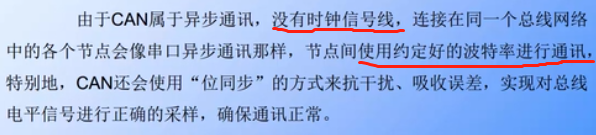 由于CAN属于异步通讯，没有时钟信号线，连接在同一个总线网络
中的各个节点会像串口异步通讯那样，节点间使用约定好的波特率进行通讯，
特别地，CAN还会使用“位同步”的方式来抗干扰、吸收误差，实现对总线
电平信号进行正确的采样，确保通讯正常。